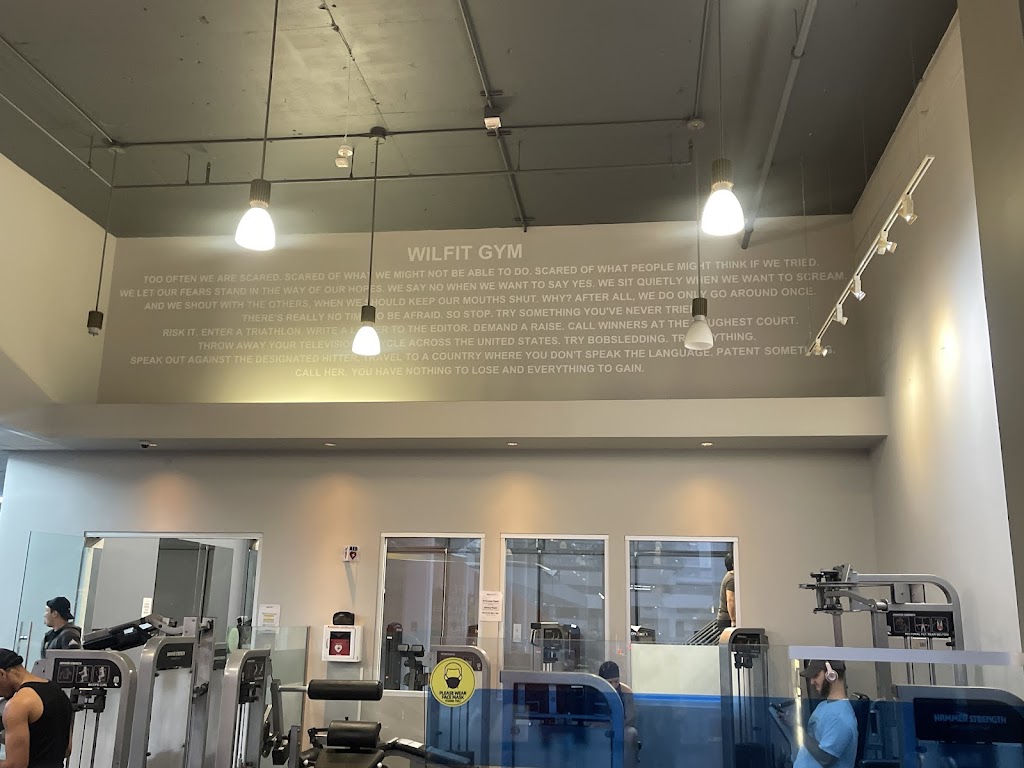 WILFIT GYM
TOO OFTEN WE ARE SCARED. SCARED OF WHAT WE MIGHT NOT BE ABLE TO DO. SCARED OF WHAT PEOPLE MIGHT THINK IF WE TRIED.
WE LET OUR FEARS STAND IN THE WAY OF OUR HOPES. WE SAY NO WHEN WE WANT TO SAY YES. WE SIT QUIETLY WHEN WE WANT TO SCREAM.
AND WE SHOUT WITH THE OTHERS, WHEN WE SHOULD KEEP OUR MOUTHS SHUT. WHY? AFTER ALL, WE DO ONLY GO AROUND ONCE.
THERE'S REALLY NO TIME TO BE AFRAID. SO STOP. TRY SOMETHING YOU'VE NEVER TRIED.
RISK IT. ENTER A TRIATHLON. WRITE A LETTER TO THE EDITOR. DEMAND A RAISE. CALL WINNERS AT THE TOUGHEST COURT.
THROW AWAY YOUR TELEVISION. BICYCLE ACROSS THE UNITED STATES. TRY BOBSLEDDING. TRY ANYTHING.
SPEAK OUT AGAINST THE DESIGNATED HITTER. TRAVEL TO A COUNTRY WHERE YOU DON'T SPEAK THE LANGUAGE. PATENT SOMETHING.
CALL HER. YOU HAVE NOTHING TO LOSE AND EVERYTHING TO GAIN.
AED
PLEASE WEAR
FACE MASK
HAMMER STRENGTH